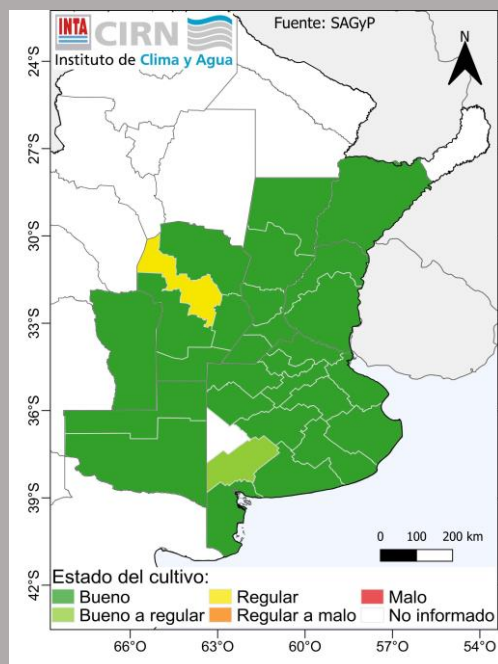 INTA CIRN
Instituto de Clima y Agua
Fuente: SAGyP
N
24°S
27°S
30°S
33°S
36°S
39°S
42°S
0 100 200 km
Estado del cultivo:
Bueno Regular Malo
Bueno a regular Regular a malo No informado
66°O 63°O 60°O 57°O 54°O